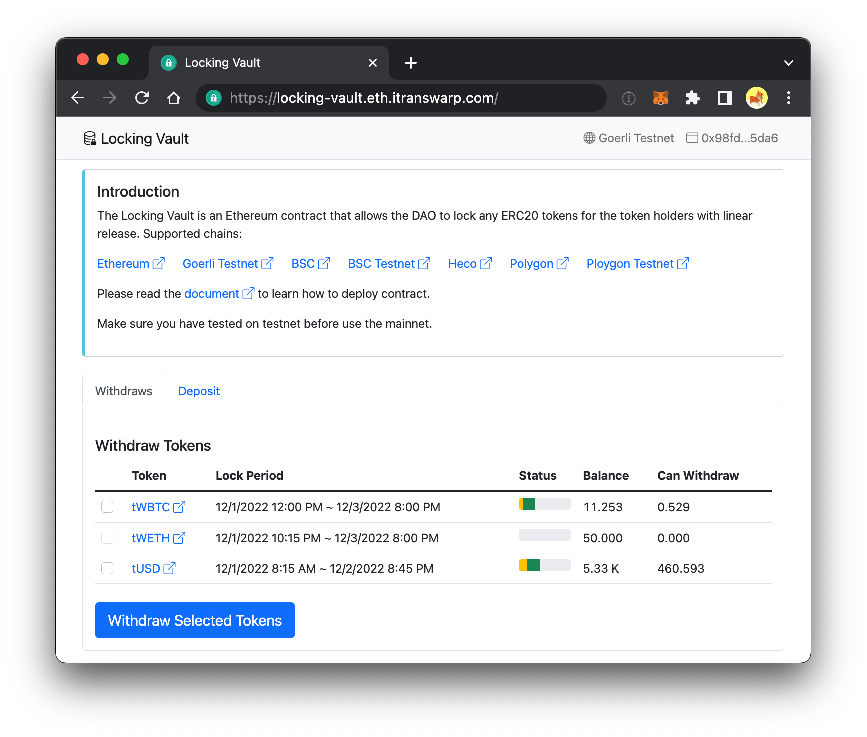 Locking Vault
https://locking-vault.eth.itranswarp.com/
Locking Vault Goerli Testnet 0x98fd...5da6
Introduction
The Locking Vault is an Ethereum contract that allows the DAO to lock any ERC20 tokens for the token holders with linear
release. Supported chains:
Ethereum Goerli Testnet BSC BSC Testnet Heco Polygon Ploygon Testnet
Please read the document to learn how to deploy contract.
Make sure you have tested on testnet before use the mainnet.
Withdraws Deposit
Withdraw Tokens
Token Lock Period Status Balance Can Withdraw
tWBTC 12/1/2022 12:00 PM ~ 12/3/2022 8:00 PM 11.253 0.529
tWETH 12/1/2022 10:15 PM ~ 12/3/2022 8:00 PM 50.000 0.000
tUSD 12/1/2022 8:15 AM ~ 12/2/2022 8:45 PM 5.33 K 460.593
Withdraw Selected Tokens